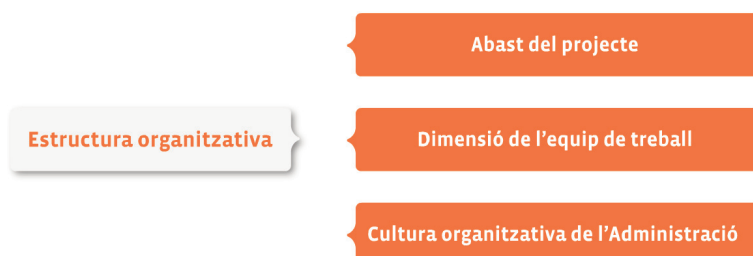 Abast del projecte
Estructura organitzativa
Dimensió de l’equip de treball
Cultura organitzativa de l’Administració